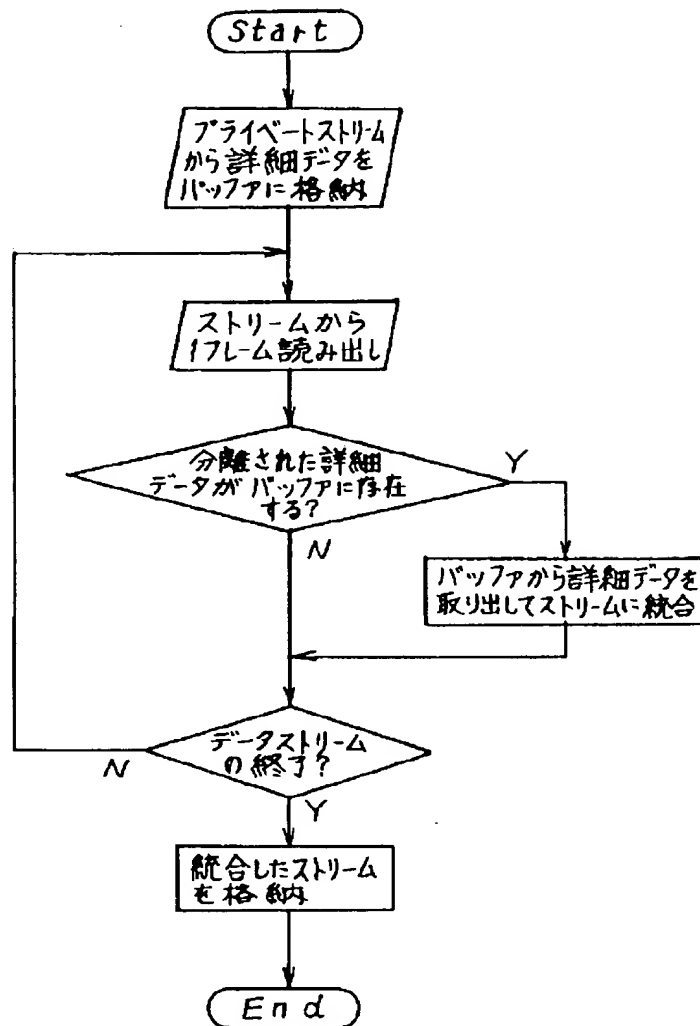 Start
プライベートストリーム
から詳細データを
バッファに格納
ストリームから
1フレーム読み出し
分離された詳細
データがバッファに存在
する?
Y
N
バッファから詳細データを
取り出してストリームに統合
データストリーム
の終了?
N
Y
統合したストリーム
を格納
End